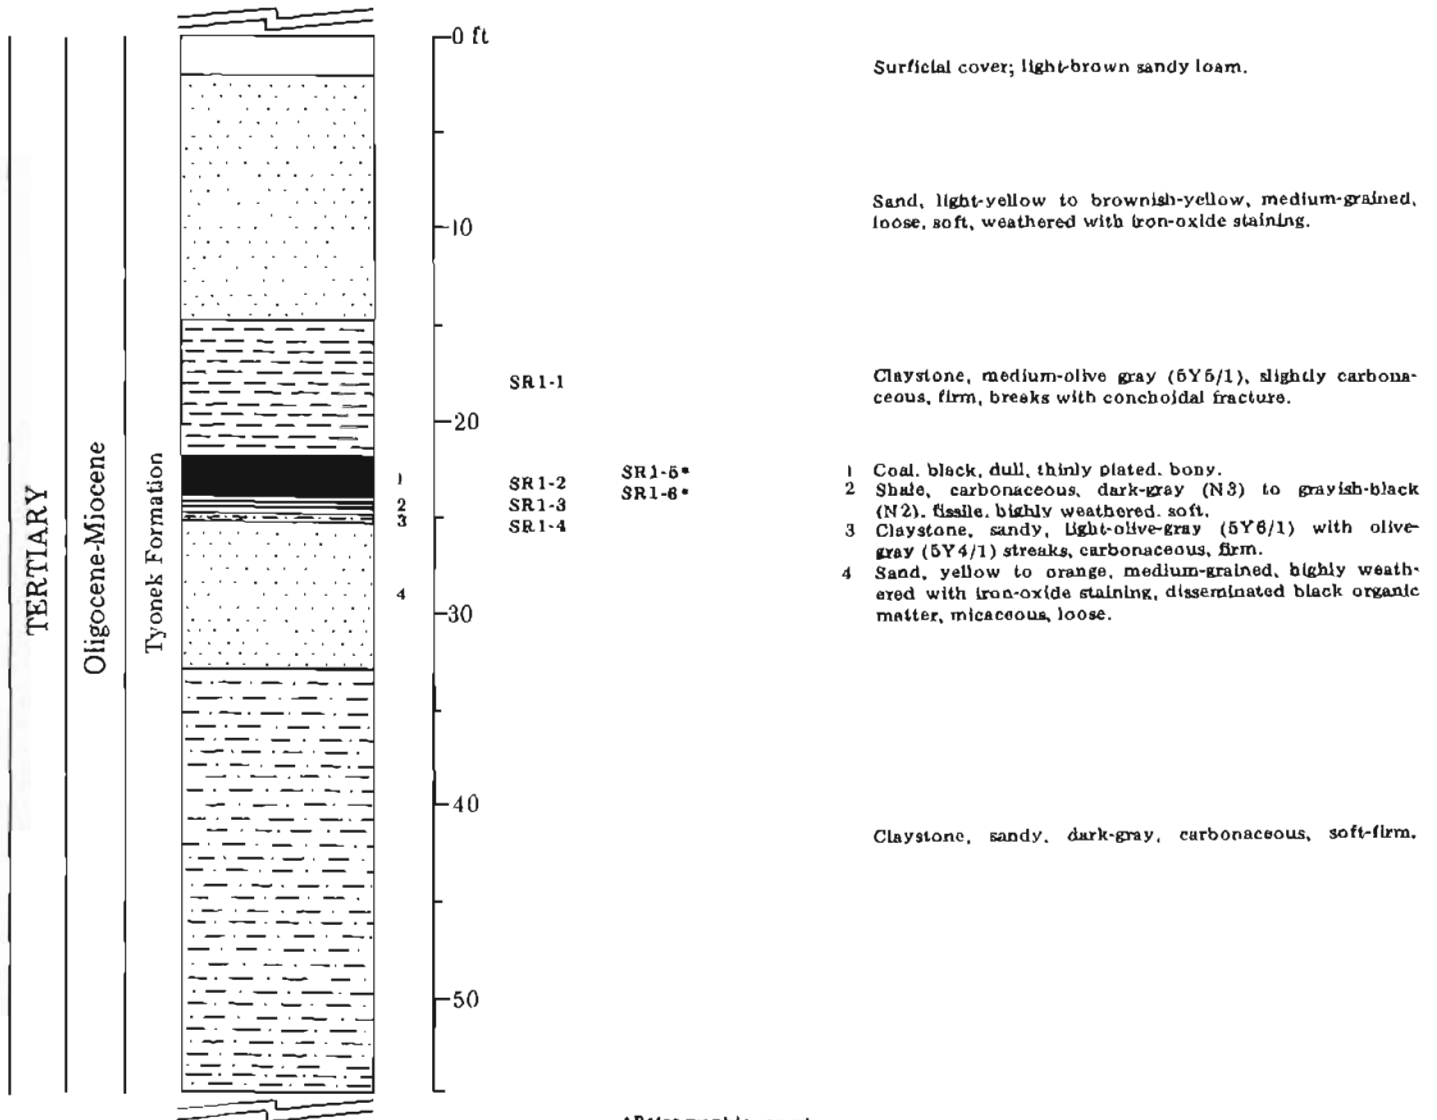 0 ft
Surficial cover; light-brown sandy loam.
Sand, light-yellow to brownish-yellow, medium-grained,
loose, soft, weathered with iron-oxide staining.
10
SR1-1
Claystone, medium-olive gray (5Y5/1), slightly carbona-
ceous, firm, breaks with conchoidal fracture.
20
TERTIARY
Oligocene-Miocene
Tyonek Formation
1 SR1-2 SR1-5* 1 Coal, black, dull, thinly plated, bony.
2 SR1-3 SR1-6* 2 Shale, carbonaceous, dark-gray (N3) to grayish-black
(N2), fissile, highly weathered, soft.
3 SR1-4 3 Claystone, sandy, light-olive-gray (5Y6/1) with olive-
gray (5Y4/1) streaks, carbonaceous, firm.
4 4 Sand, yellow to orange, medium-grained, highly weath-
ered with iron-oxide staining, disseminated black organic
matter, micaceous, loose.
30
40
Claystone, sandy, dark-gray, carbonaceous, soft-firm.
50